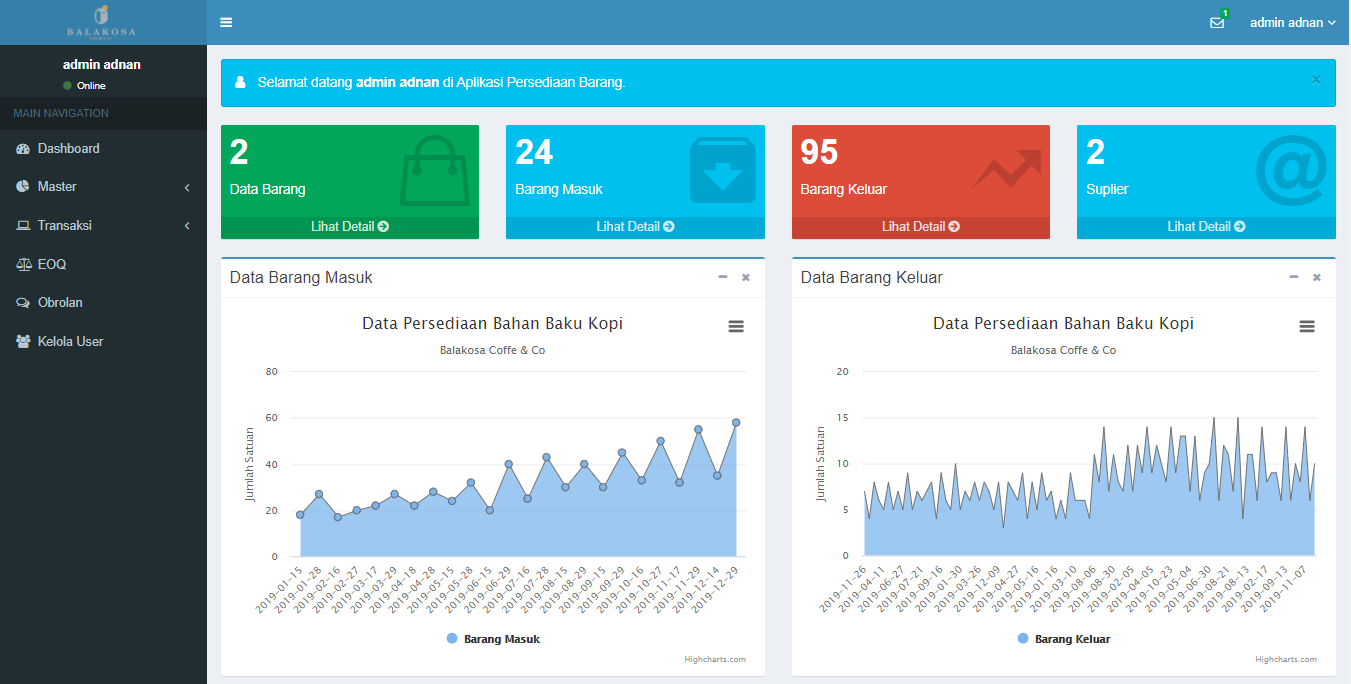 BALAKOSA
1
admin adnan
admin adnan
Online
MAIN NAVIGATION
Dashboard
Master
Transaksi
EOQ
Obrolan
Kelola User
Selamat datang admin adnan di Aplikasi Persediaan Barang.
×
2
Data Barang
Lihat Detail
24
Barang Masuk
Lihat Detail
95
Barang Keluar
Lihat Detail
2
Suplier
@
Lihat Detail
Data Barang Masuk
Data Persediaan Bahan Baku Kopi
Balakosa Coffe & Co
Jumlah Satuan
80
60
40
20
0
2019-01-15
2019-01-28
2019-02-16
2019-02-27
2019-03-17
2019-03-29
2019-04-18
2019-04-28
2019-05-15
2019-05-28
2019-06-15
2019-06-29
2019-07-16
2019-07-28
2019-08-15
2019-08-29
2019-09-15
2019-09-29
2019-10-16
2019-10-27
2019-11-17
2019-11-29
2019-12-14
2019-12-29
Barang Masuk
Highcharts.com
Data Barang Keluar
Data Persediaan Bahan Baku Kopi
Balakosa Coffe & Co
Jumlah Satuan
20
15
10
5
0
2019-11-26
2019-04-11
2019-06-27
2019-07-21
2019-09-16
2019-01-30
2019-03-26
2019-12-09
2019-04-27
2019-05-16
2019-01-16
2019-03-10
2019-08-06
2019-08-30
2019-02-05
2019-04-05
2019-10-23
2019-05-04
2019-06-30
2019-08-21
2019-08-13
2019-02-17
2019-09-13
2019-11-07
Barang Keluar
Highcharts.com